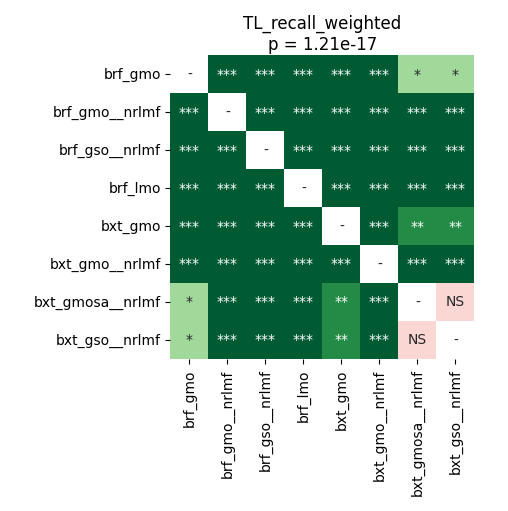 TL_recall_weighted
p = 1.21e-17
brf_gmo - *** *** *** *** *** * *
brf_gmo__nrlmf *** - *** *** *** *** *** ***
brf_gso__nrlmf *** *** - *** *** *** *** ***
brf_lmo *** *** *** - *** *** *** ***
bxt_gmo *** *** *** *** - *** ** **
bxt_gmo__nrlmf *** *** *** *** *** - *** ***
bxt_gmosa__nrlmf * *** *** *** ** *** - NS
bxt_gso__nrlmf * *** *** *** ** *** NS -
brf_gmo
brf_gmo__nrlmf
brf_gso__nrlmf
brf_lmo
bxt_gmo
bxt_gmo__nrlmf
bxt_gmosa__nrlmf
bxt_gso__nrlmf